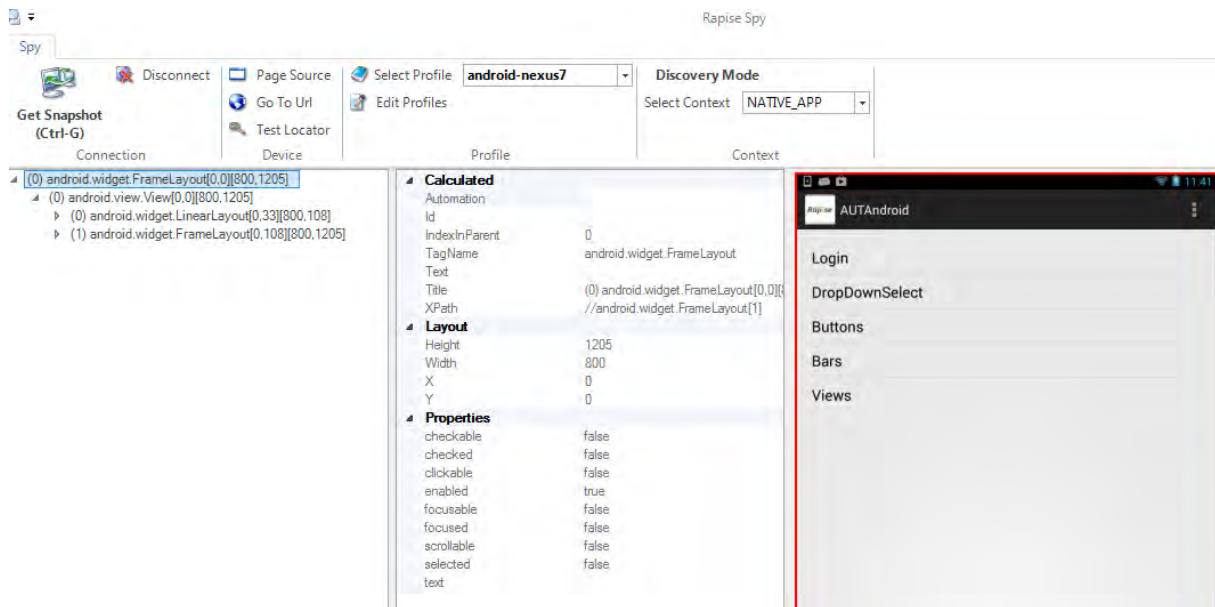 Rapise Spy
Spy
Get Snapshot
(Ctrl-G)
Disconnect
Connection
Page Source
Go To Url
Test Locator
Device
Select Profile android-nexus7
Edit Profiles
Profile
Discovery Mode
Select Context NATIVE_APP
Context
(0) android.widget.FrameLayout[0,0][800,1205]
(0) android.view.View[0,0][800,1205]
(0) android.widget.LinearLayout[0,33][800,108]
(1) android.widget.FrameLayout[0,108][800,1205]
Calculated
Automation
Id
IndexInParent 0
TagName android.widget.FrameLayout
Text
Title (0) android.widget.FrameLayout[0,0][8
XPath //android.widget.FrameLayout[1]
Layout
Height 1205
Width 800
X 0
Y 0
Properties
checkable false
checked false
clickable false
enabled true
focusable false
focused false
scrollable false
selected false
text
11:41
Rapise AUTAndroid
Login
DropDownSelect
Buttons
Bars
Views